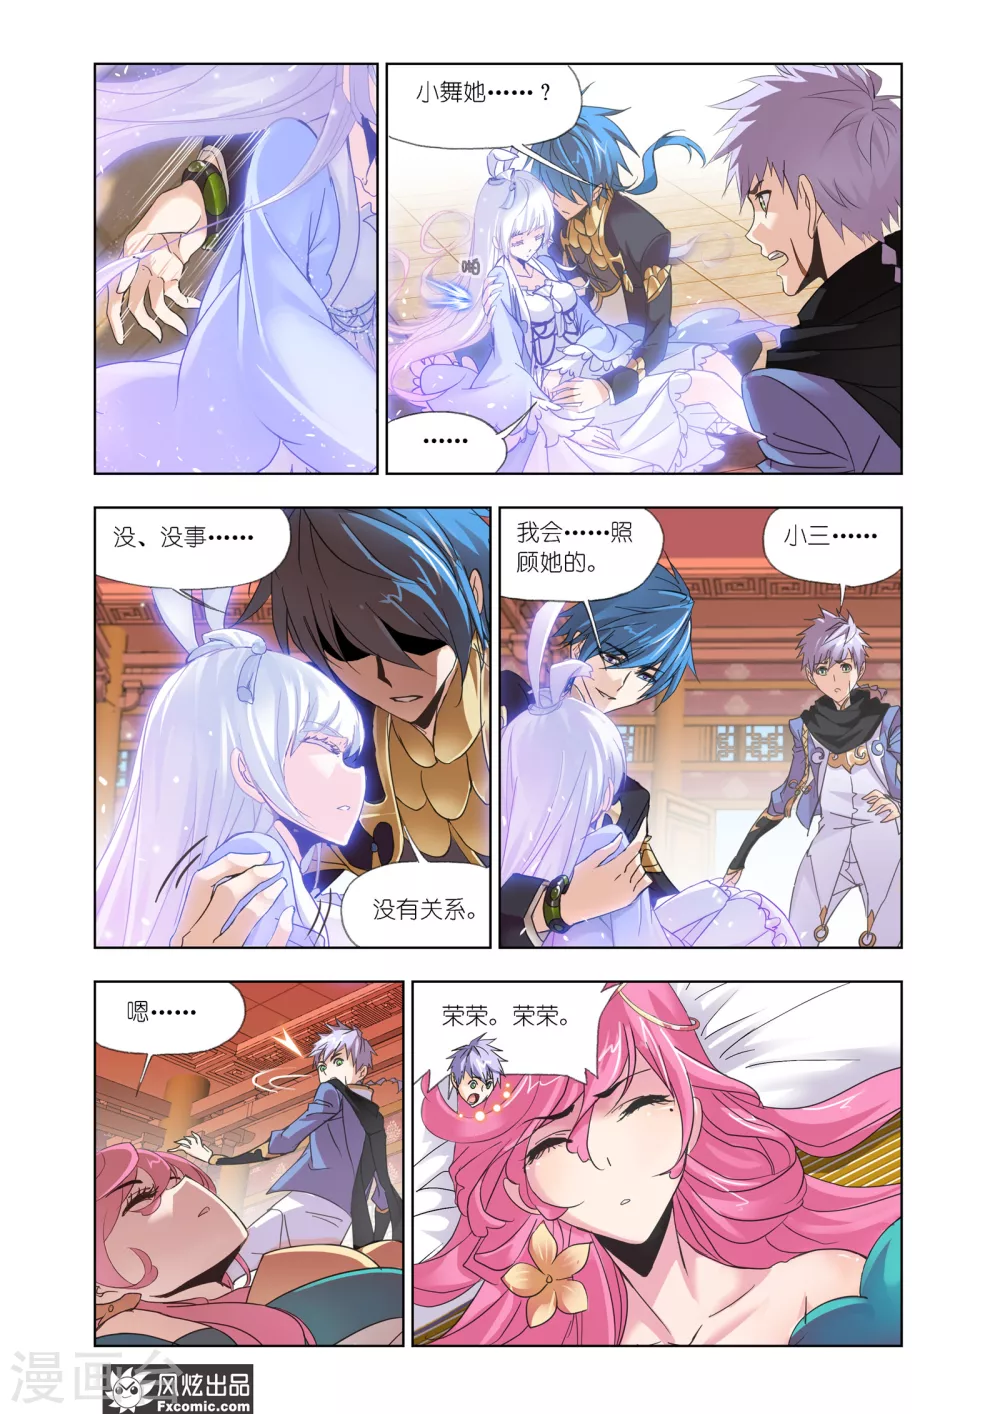 小舞她……？
啪
……
没、没事……
没有关系。
我会……照
顾她的。
小三……
嗯……
荣荣。荣荣。
漫画台
风炫出品
Fxcomic.com